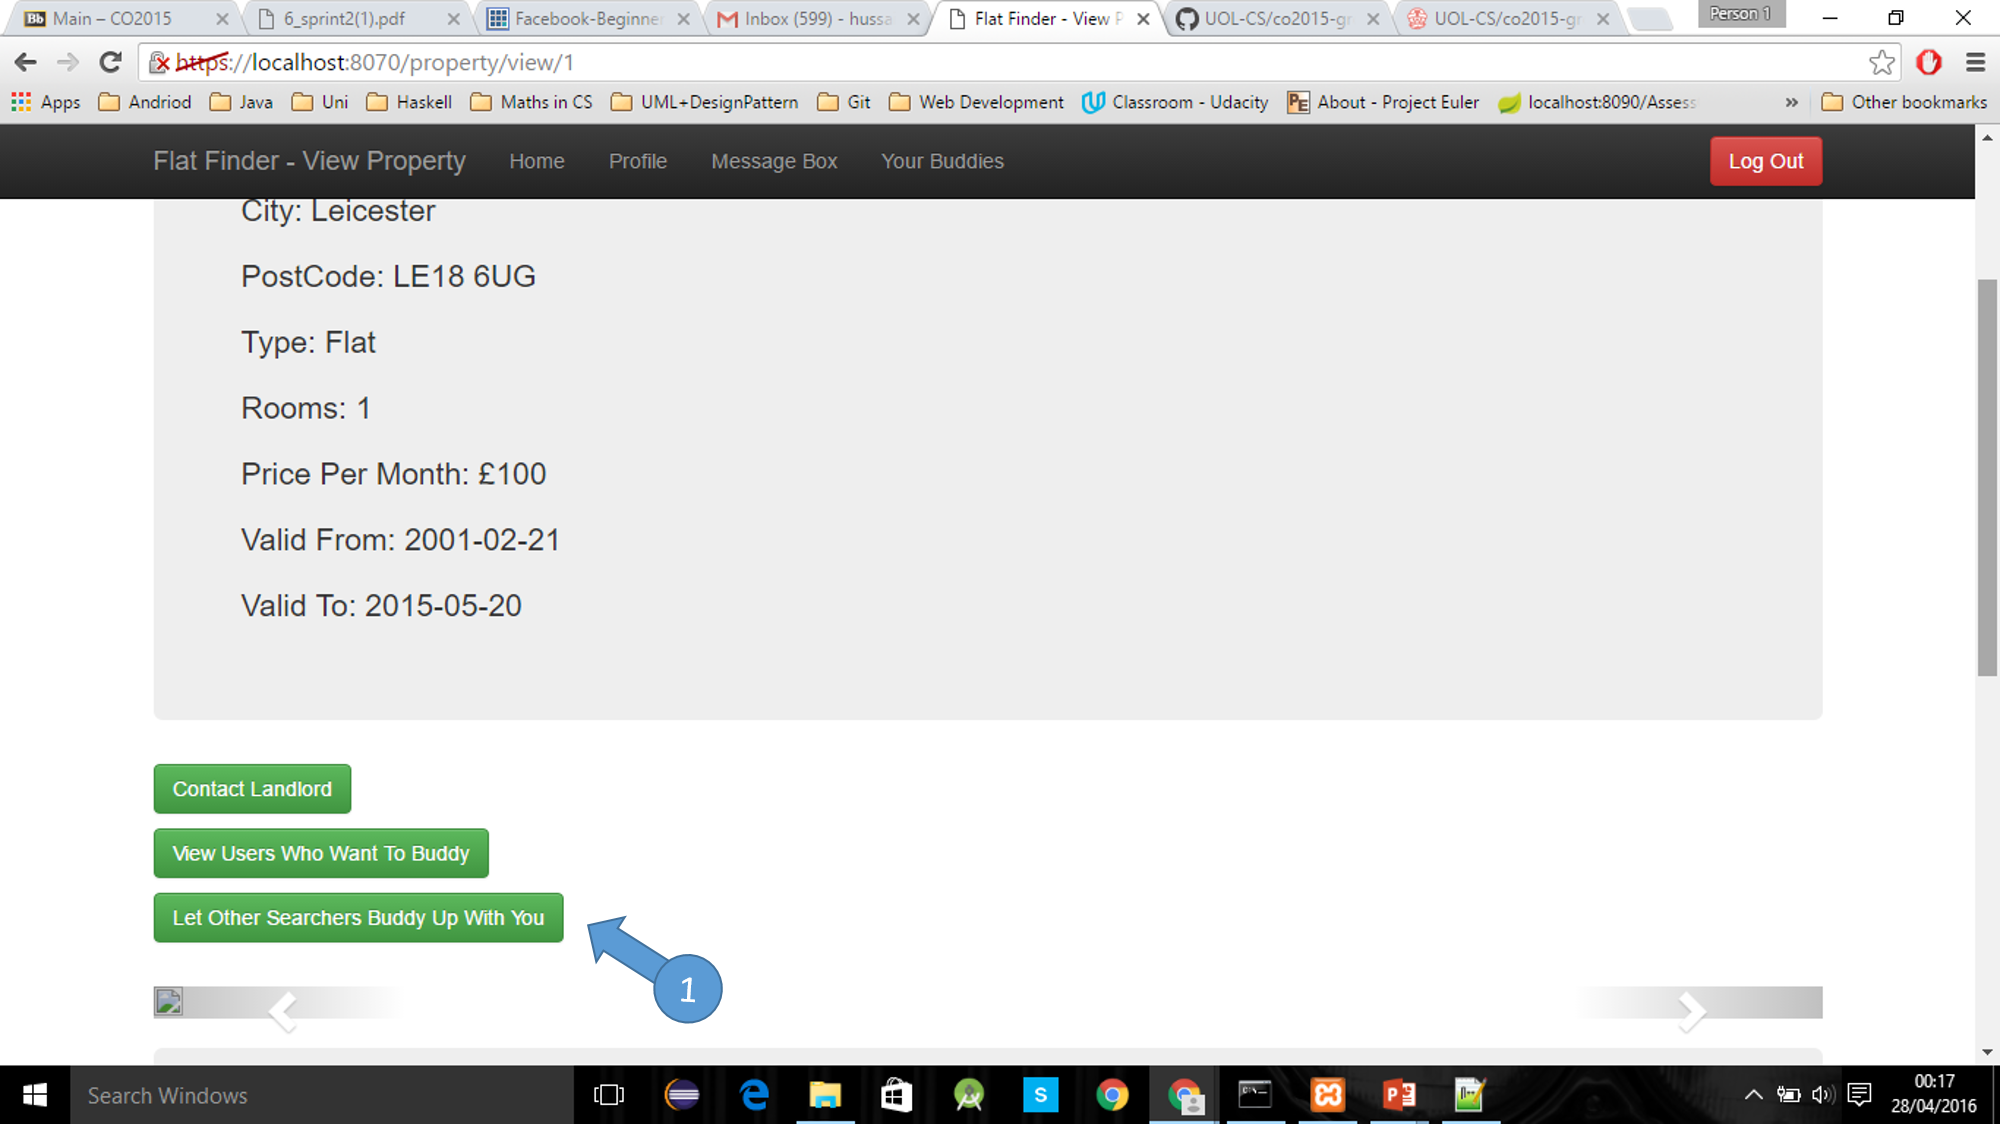 Main – CO2015
6_sprint2(1).pdf
Facebook-Beginne
Inbox (599) - hussa
Flat Finder - View P
UOL-CS/co2015-gr
UOL-CS/co2015-gr
Person 1
https://localhost:8070/property/view/1
Apps
Andriod
Java
Uni
Haskell
Maths in CS
UML+DesignPattern
Git
Web Development
Classroom - Udacity
About - Project Euler
localhost:8090/Assess
»
Other bookmarks
Flat Finder - View Property
Home
Profile
Message Box
Your Buddies
Log Out
City: Leicester
PostCode: LE18 6UG
Type: Flat
Rooms: 1
Price Per Month: £100
Valid From: 2001-02-21
Valid To: 2015-05-20
Contact Landlord
View Users Who Want To Buddy
Let Other Searchers Buddy Up With You
1
Search Windows
00:17
28/04/2016